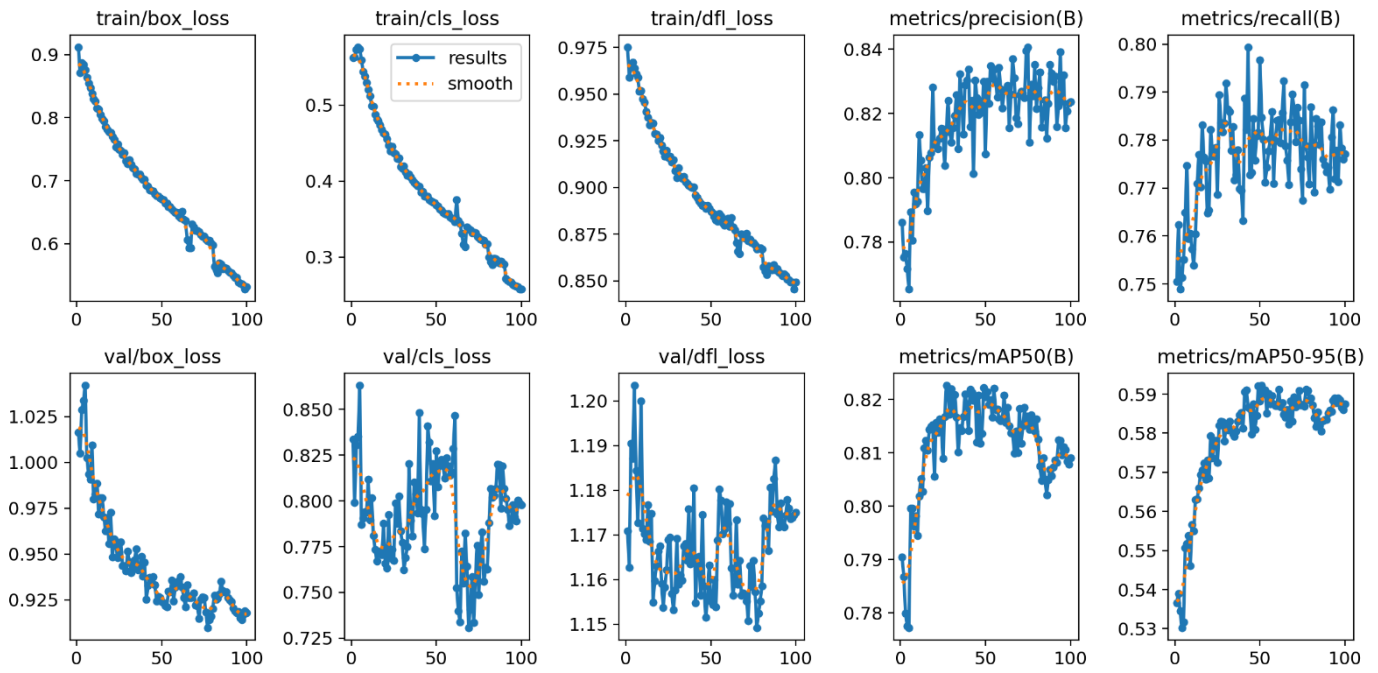 train/box_loss
train/cls_loss
train/dfl_loss
metrics/precision(B)
metrics/recall(B)
0.9
0.8
0.7
0.6
0 50 100
0.5
0.4
0.3
0 50 100
results
smooth
0.975
0.950
0.925
0.900
0.875
0.850
0 50 100
0.84
0.82
0.80
0.78
0 50 100
0.80
0.79
0.78
0.77
0.76
0.75
0 50 100
val/box_loss
val/cls_loss
val/dfl_loss
metrics/mAP50(B)
metrics/mAP50-95(B)
1.025
1.000
0.975
0.950
0.925
0 50 100
0.850
0.825
0.800
0.775
0.750
0.725
0 50 100
1.20
1.19
1.18
1.17
1.16
1.15
0 50 100
0.82
0.81
0.80
0.79
0.78
0 50 100
0.59
0.58
0.57
0.56
0.55
0.54
0.53
0 50 100